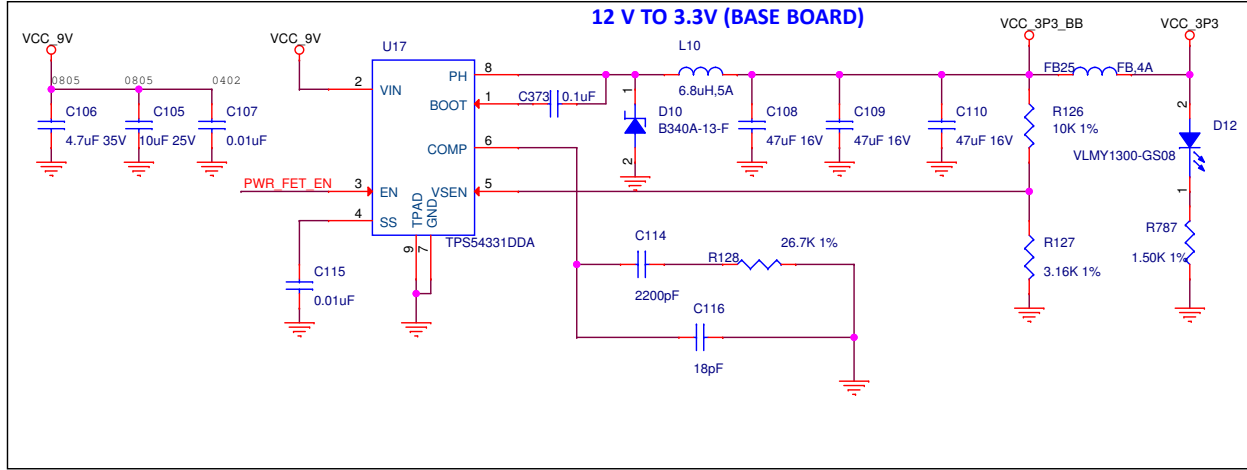 12 V TO 3.3V (BASE BOARD)
VCC_9V
VCC_9V
VCC_3P3_BB
VCC_3P3
U17
L10
0805
0805
0402
C106
C105
C107
4.7uF 35V
10uF 25V
0.01uF
2
VIN
PH
8
BOOT
1
C373
0.1uF
COMP
6
1
D10
B340A-13-F
2
6.8uH,5A
C108
C109
C110
47uF 16V
47uF 16V
47uF 16V
FB25
FB,4A
R126
10K 1%
2
D12
VLMY1300-GS08
1
PWR_FET_EN
3
EN
VSEN
5
4
SS
TPAD
GND
9
7
TPS54331DDA
C115
0.01uF
C114
2200pF
R128
26.7K 1%
C116
18pF
R127
3.16K 1%
R787
1.50K 1%